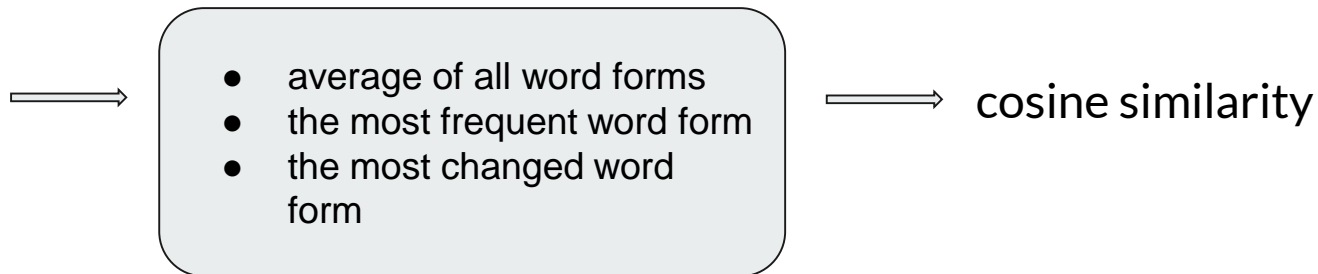 ● average of all word forms
● the most frequent word form
● the most changed word
form
cosine similarity